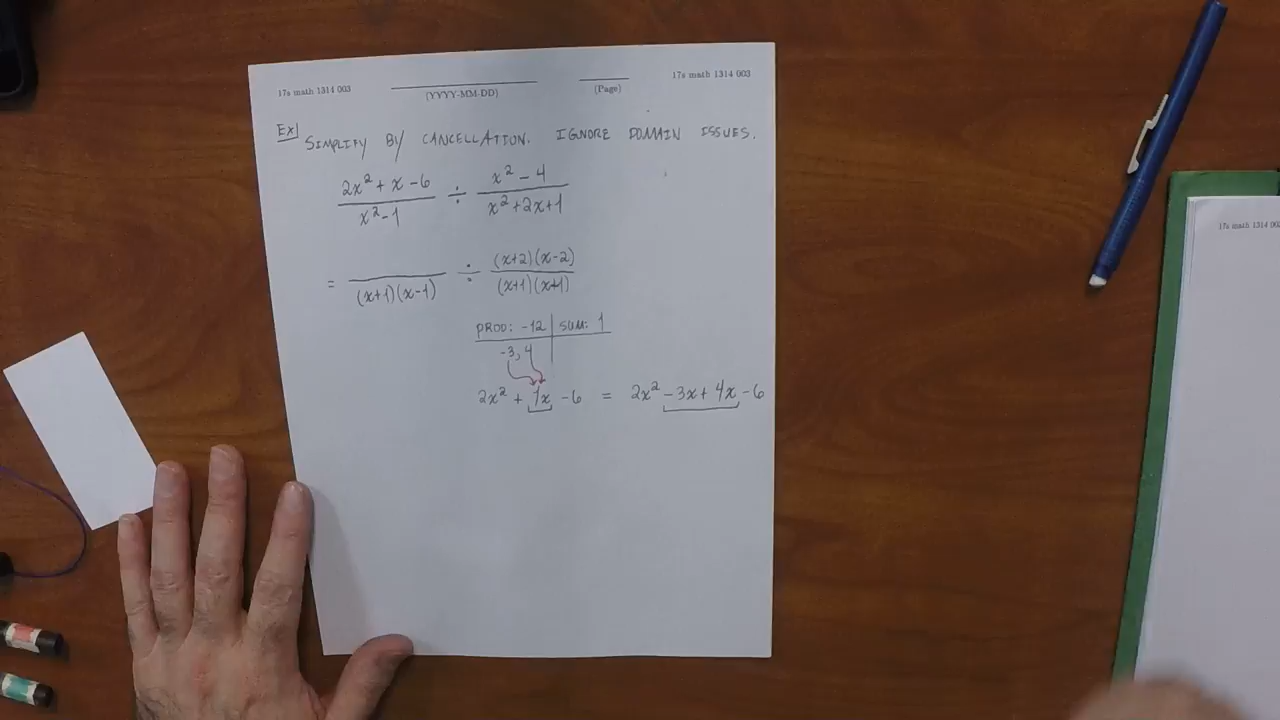 17s math 1314 003 (YYYY-MM-DD) (Page) 17s math 1314 003
Ex) SIMPLIFY BY CANCELLATION. IGNORE DOMAIN ISSUES.
2x² + x - 6 / x² - 1 ÷ x² - 4 / x² + 2x + 1
= / (x+1)(x-1) ÷ (x+2)(x-2) / (x+1)(x+1)
PROD: -12 | SUM: 1
-3, 4
2x² + 1x - 6 = 2x² - 3x + 4x - 6
17s math 1314 003